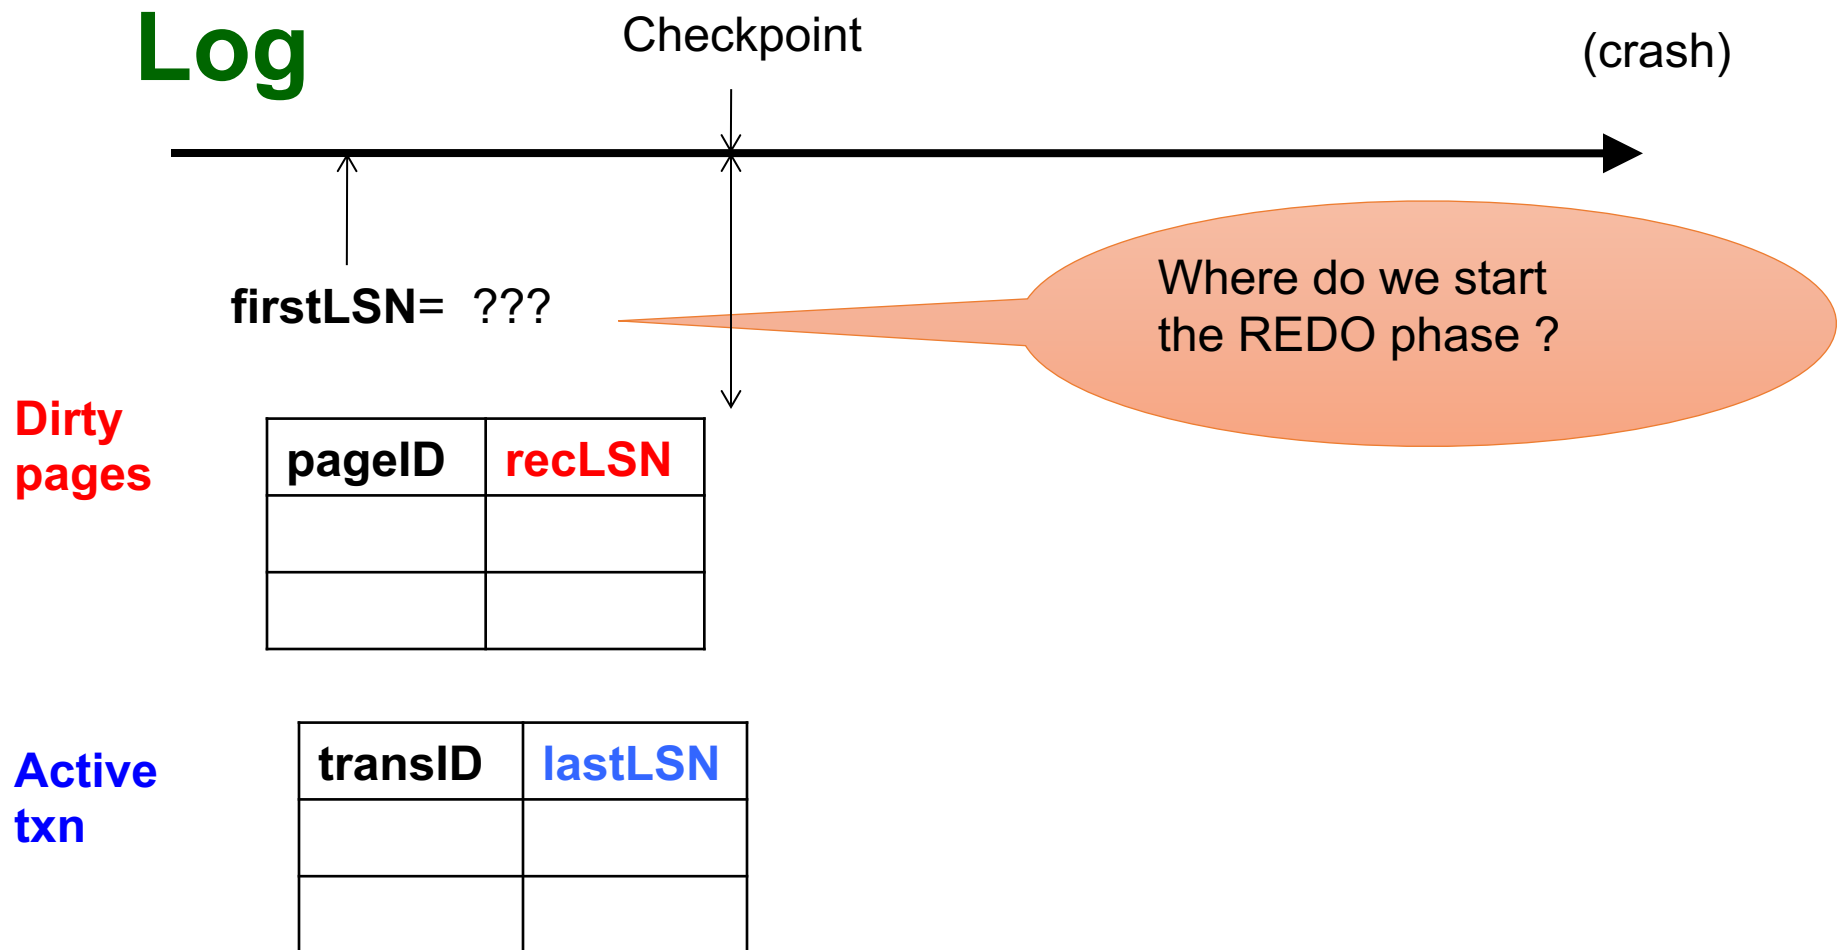 Log
Checkpoint
(crash)
firstLSN= ???
Where do we start
the REDO phase ?
Dirty
pages
pageID recLSN
Active
txn
transID lastLSN